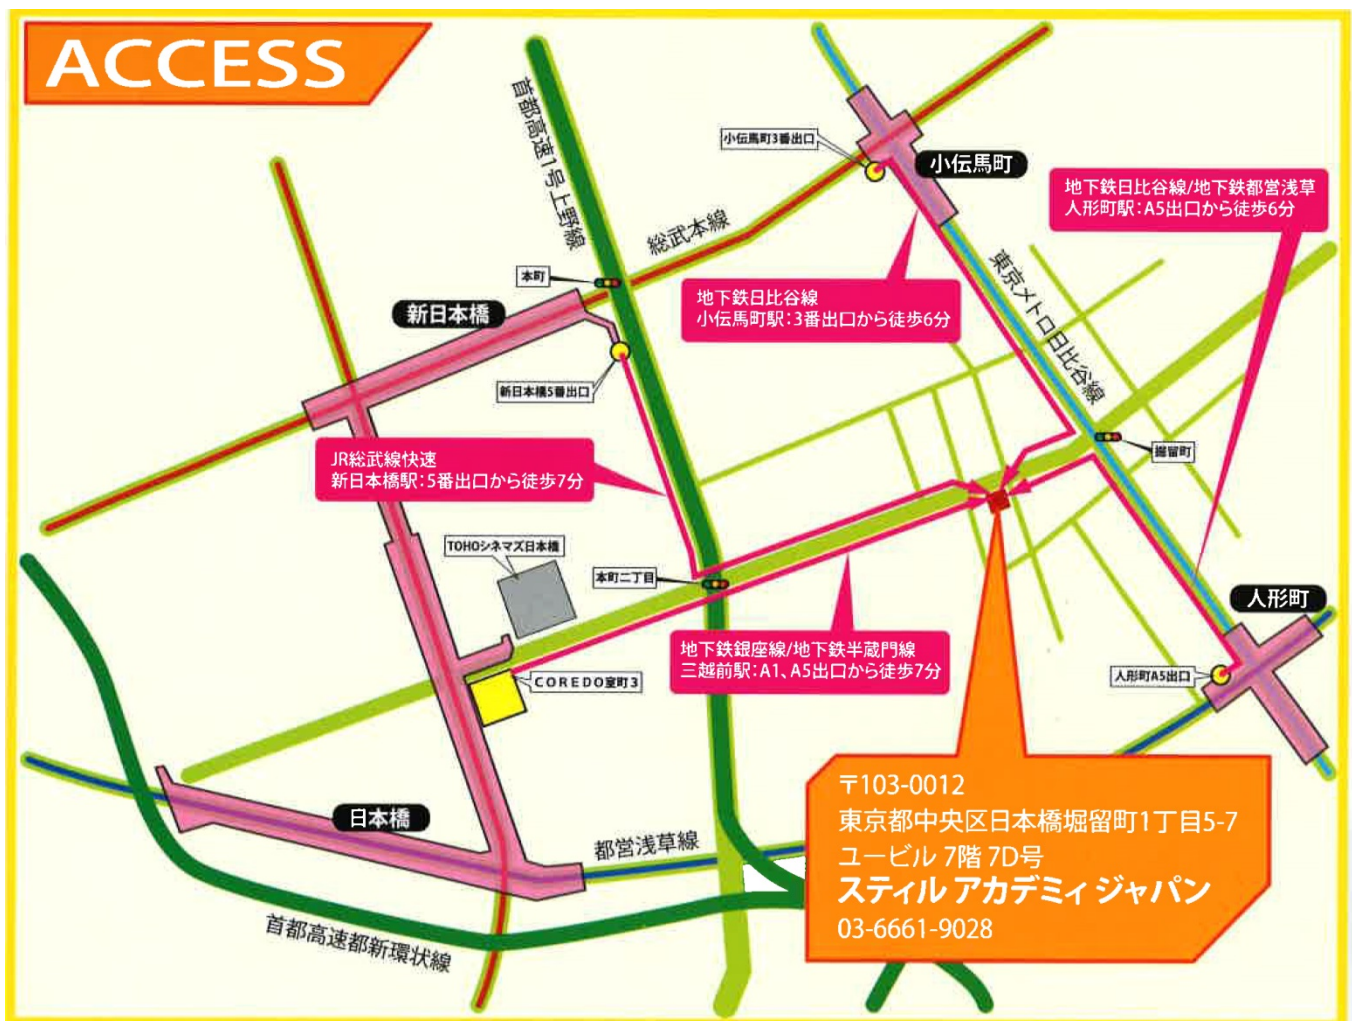 ACCESS
首都高速1号上野線
総武本線
小伝馬町3番出口
小伝馬町
地下鉄日比谷線/地下鉄都営浅草
人形町駅:A5出口から徒歩6分
本町
新日本橋
地下鉄日比谷線
小伝馬町駅:3番出口から徒歩6分
東京メトロ日比谷線
新日本橋5番出口
JR総武線快速
新日本橋駅:5番出口から徒歩7分
堀留町
TOHOシネマズ日本橋
本町二丁目
人形町
地下鉄銀座線/地下鉄半蔵門線
三越前駅:A1、A5出口から徒歩7分
COREDO室町3
人形町A5出口
日本橋
都営浅草線
首都高速都新環状線
〒103-0012
東京都中央区日本橋堀留町1丁目5-7
ユービル 7階 7D号
スティル アカデミィ ジャパン
03-6661-9028